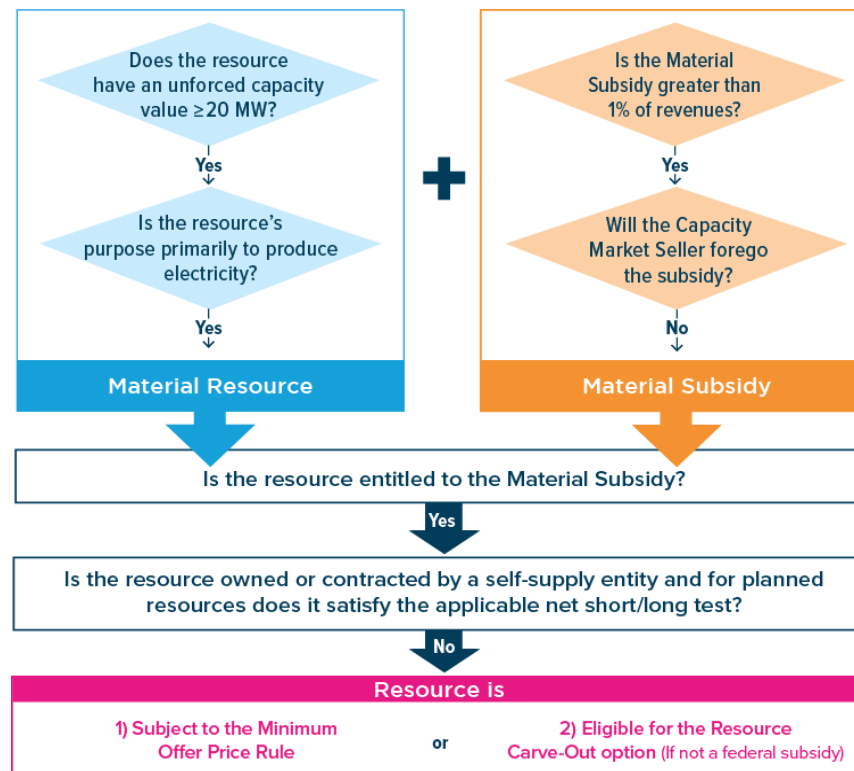 Does the resource
have an unforced capacity
value ≥20 MW?
Yes
Is the resource's
purpose primarily to produce
electricity?
Yes
Material Resource
+
Is the Material
Subsidy greater than
1% of revenues?
Yes
Will the Capacity
Market Seller forego
the subsidy?
No
Material Subsidy
Is the resource entitled to the Material Subsidy?
Yes
Is the resource owned or contracted by a self-supply entity and for planned
resources does it satisfy the applicable net short/long test?
No
Resource is
1) Subject to the Minimum
Offer Price Rule
or
2) Eligible for the Resource
Carve-Out option (If not a federal subsidy)